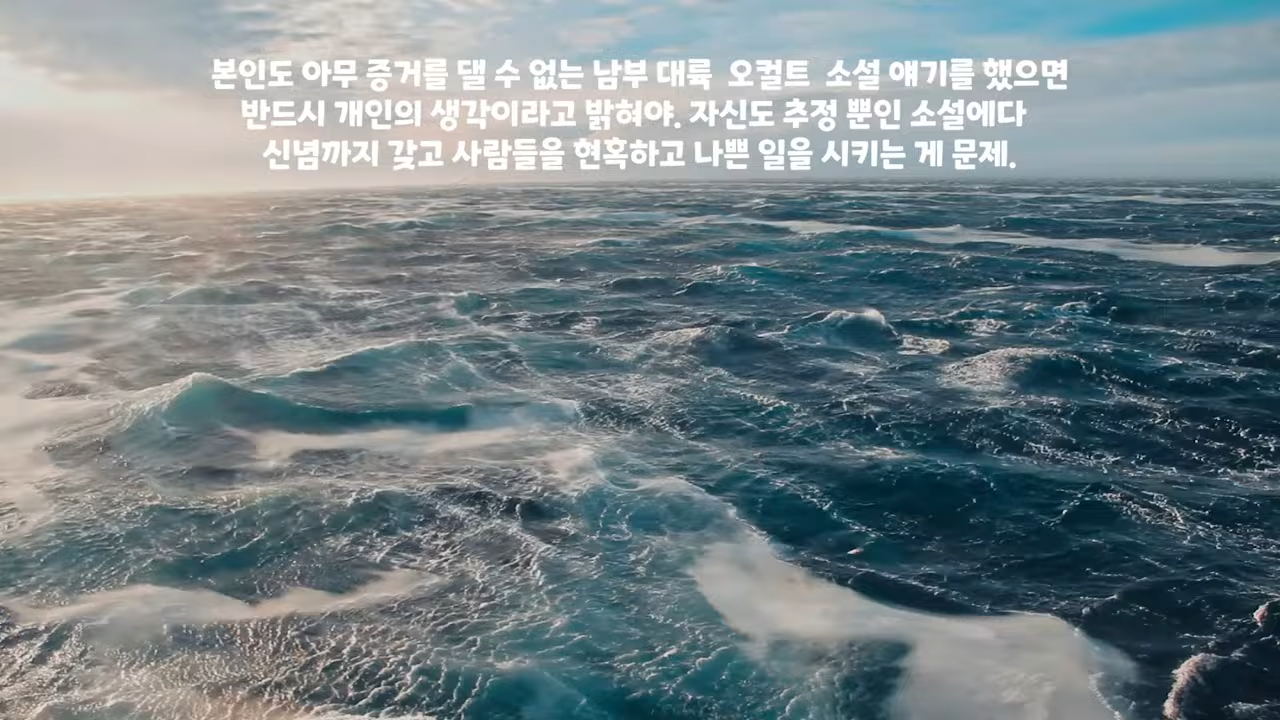 본인도 아무 증거를 댈 수 없는 남부 대륙 오컬트 소설 얘기를 했으면
반드시 개인의 생각이라고 밝혀야. 자신도 추정 뿐인 소설에다
신념까지 갖고 사람들을 현혹하고 나쁜 일을 시키는 게 문제.